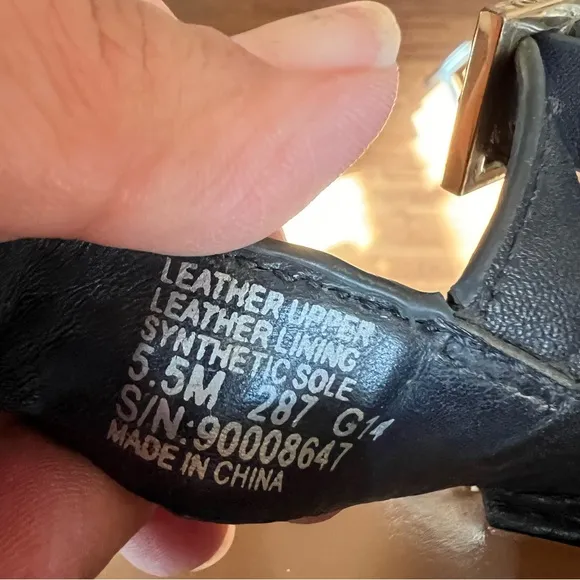 LEATHER UPPER
LEATHER LINING
SYNTHETIC SOLE
5.5M 287 G14
S/N:90008647
MADE IN CHINA